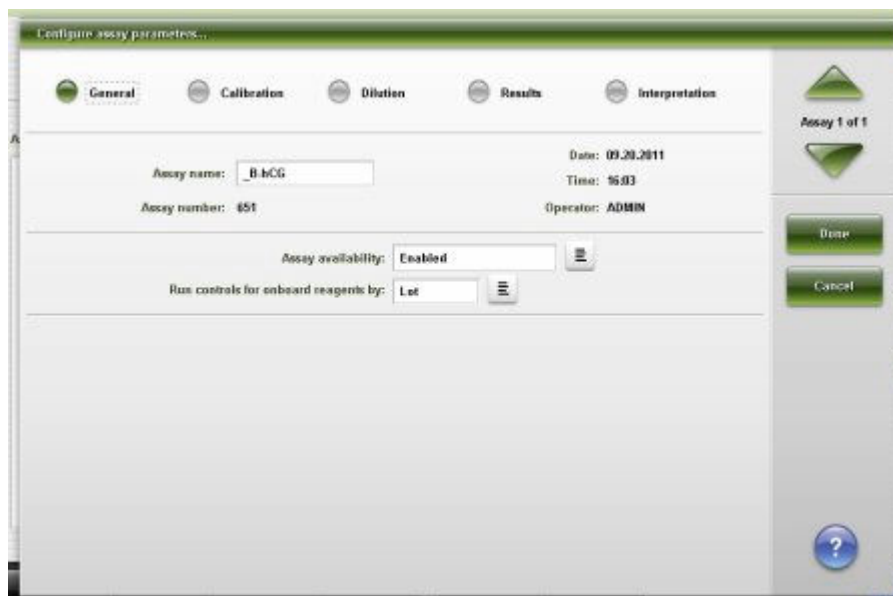 Configure assay parameters...
General Calibration Dilution Results Interpretation
Assay 1 of 1
Assay name: _B-hCG
Date: 09.20.2011
Time: 16:03
Assay number: 651
Operator: ADMIN
Done
Assay availability: Enabled
Run controls for onboard reagents by: Lot
Cancel
?